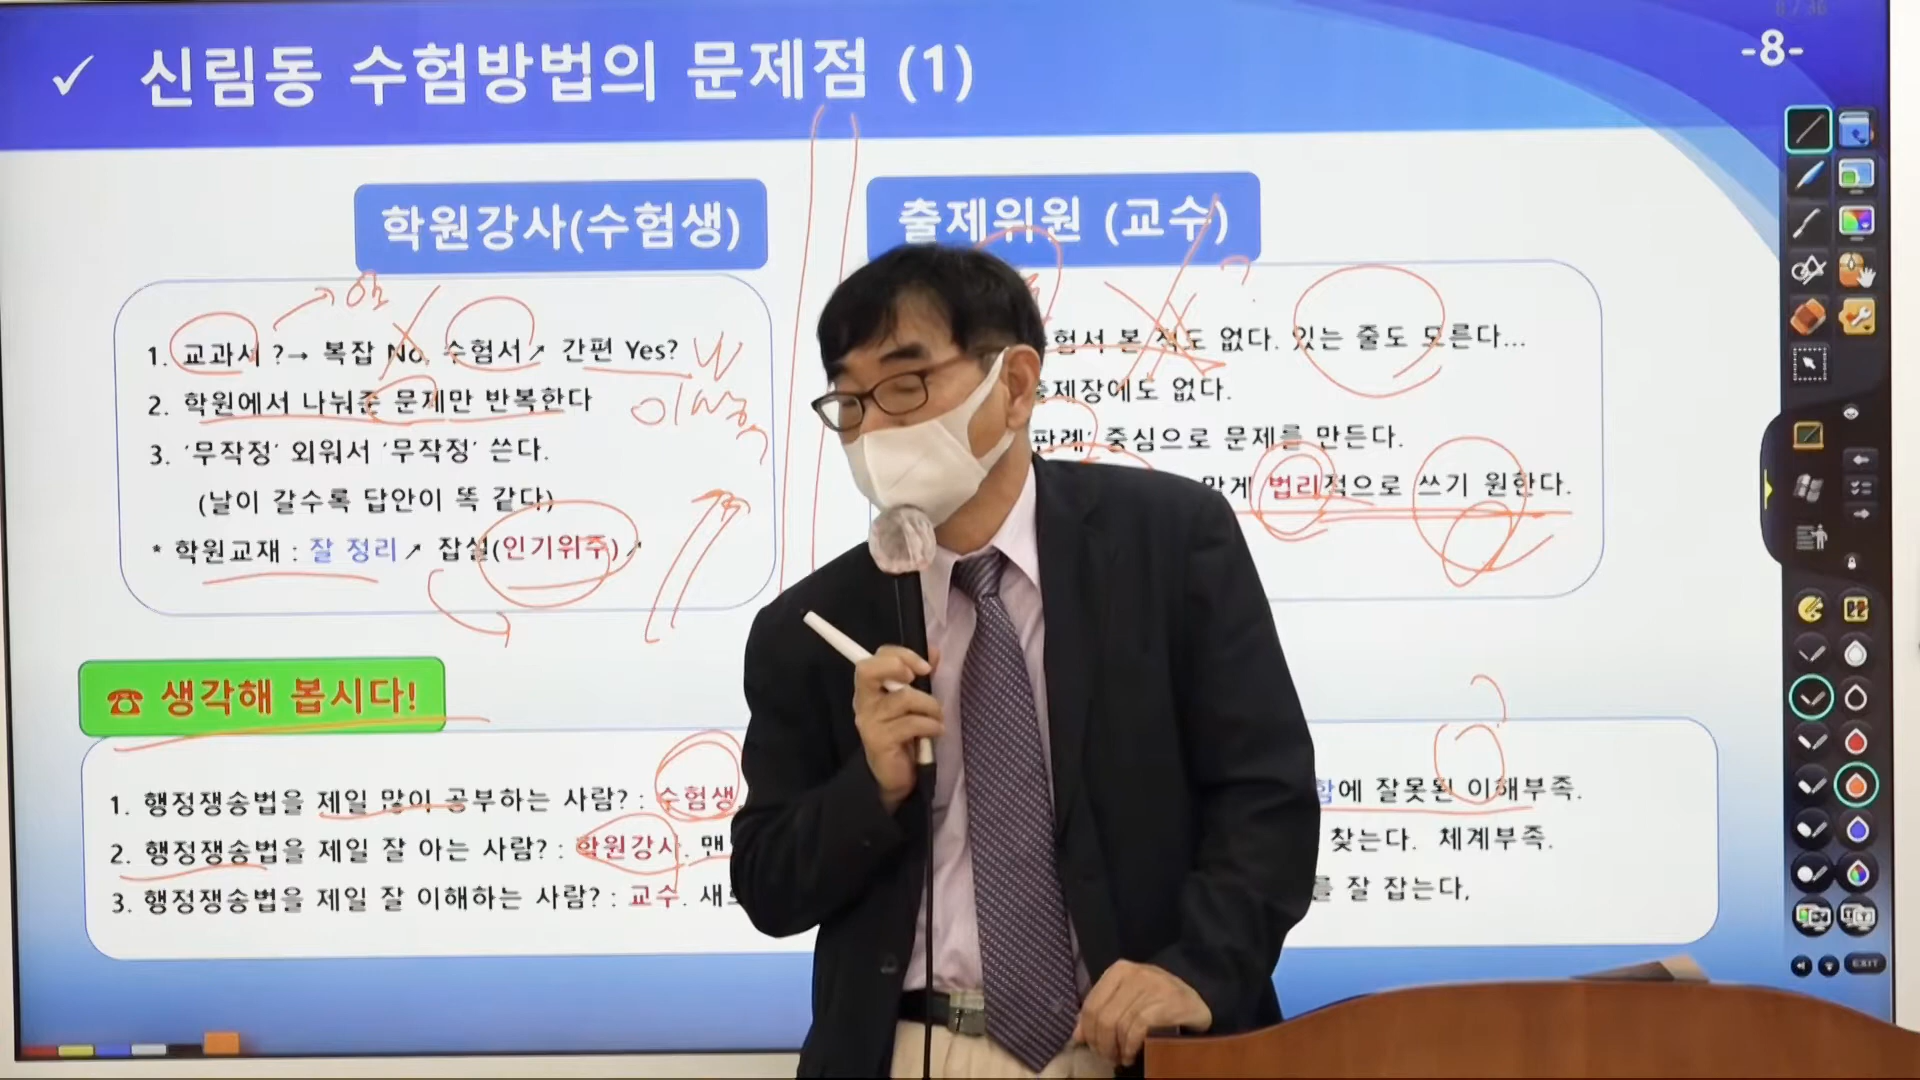 8 / 36
-8-
✓ 신림동 수험방법의 문제점 (1)
학원강사(수험생)
출제위원 (교수)
1. 교과서 ?→ 복잡 No, 수험서↗ 간편 Yes?
2. 학원에서 나눠준 문제만 반복한다
3. ‘무작정’ 외워서 ‘무작정’ 쓴다.
(날이 갈수록 답안이 똑 같다)
* 학원교재 : 잘 정리↗ 잡설(인기위주)↗
험서 본 적도 없다. 있는 줄도 모른다...
출제장에도 없다.
판례’ 중심으로 문제를 만든다.
맞게 법리적으로 쓰기 원한다.
☎ 생각해 봅시다!
1. 행정쟁송법을 제일 많이 공부하는 사람? : 수험생.
2. 행정쟁송법을 제일 잘 아는 사람? : 학원강사. 맨
3. 행정쟁송법을 제일 잘 이해하는 사람? : 교수.
함에 잘못된 이해부족.
찾는다. 체계부족.
를 잘 잡는다,
EXIT